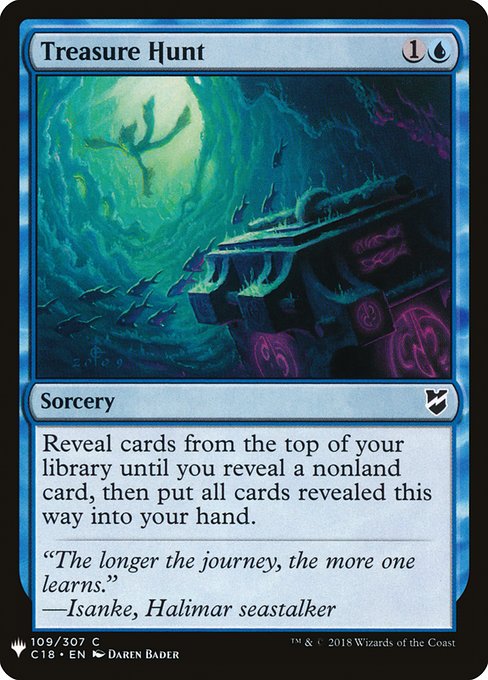 Treasure Hunt 1
2009
Sorcery
Reveal cards from the top of your
library until you reveal a nonland
card, then put all cards revealed this
way into your hand.
“The longer the journey, the more one
learns.”
—Isanke, Halimar seastalker
109/307 C
C18 • EN Daren Bader
™ & © 2018 Wizards of the Coast